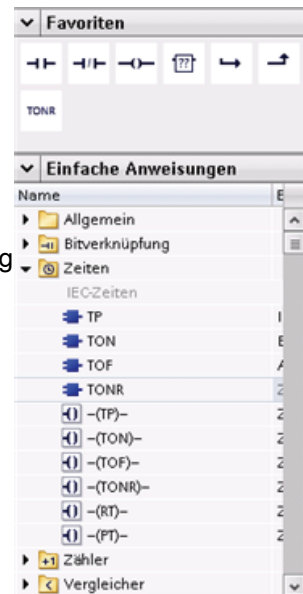 Favoriten
??
TONR
Einfache Anweisungen
Name E
Allgemein
Bitverknüpfung
g
Zeiten
IEC-Zeiten
TP I
TON E
TOF A
TONR Z
–(TP)– Z
–(TON)– Z
–(TOF)– Z
–(TONR)– Z
–(RT)– Z
–(PT)– Z
+1 Zähler
Vergleicher